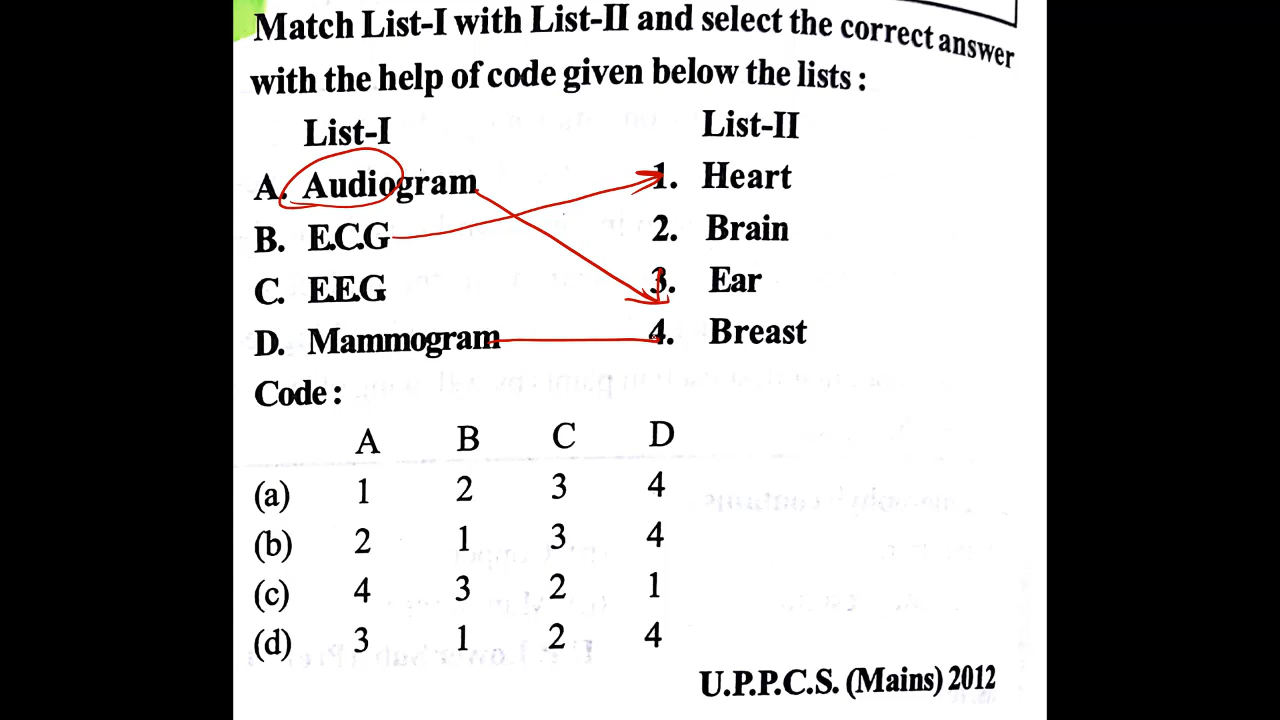 Match List-I with List-II and select the correct answer
with the help of code given below the lists :
List-I List-II
A. Audiogram 1. Heart
B. E.C.G 2. Brain
C. E.E.G 3. Ear
D. Mammogram 4. Breast
Code :
A B C D
(a) 1 2 3 4
(b) 2 1 3 4
(c) 4 3 2 1
(d) 3 1 2 4
U.P.P.C.S. (Mains) 2012